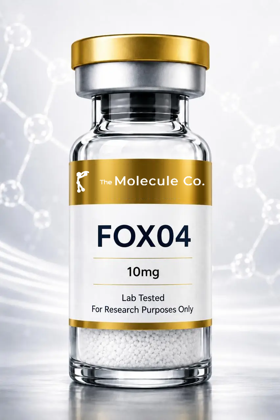 The Molecule Co.
FOX04
10mg
Lab Tested
For Research Purposes Only